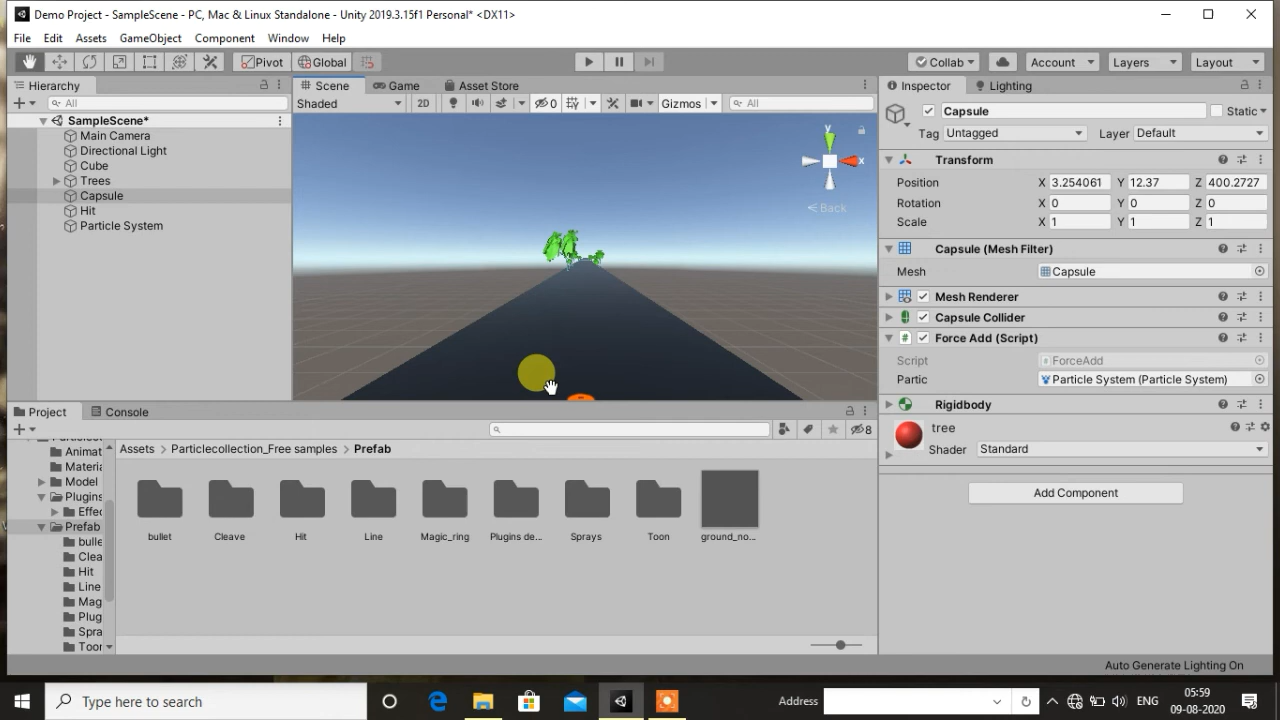 Demo Project - SampleScene - PC, Mac & Linux Standalone - Unity 2019.3.15f1 Personal* <DX11>
File Edit Assets GameObject Component Window Help
Pivot Global Collab Account Layers Layout
Hierarchy
All
SampleScene*
Main Camera
Directional Light
Cube
Trees
Capsule
Hit
Particle System
Scene Game Asset Store
Shaded 2D 0 Gizmos All
y
x
< Back
Inspector Lighting
Capsule Static
Tag Untagged Layer Default
Transform
Position X 3.254061 Y 12.37 Z 400.2727
Rotation X 0 Y 0 Z 0
Scale X 1 Y 1 Z 1
Capsule (Mesh Filter)
Mesh Capsule
Mesh Renderer
Capsule Collider
# Force Add (Script)
Script ForceAdd
Partic Particle System (Particle System)
Rigidbody
tree
Shader Standard
Add Component
Project Console
8
Animat
Materia
Model
Plugins
Effec
Prefab
bulle
Clea
Hit
Line
Mag
Plug
Spra
Toor
Assets Particlecollection_Free samples Prefab
bullet Cleave Hit Line Magic_ring Plugins de... Sprays Toon ground_no...
Auto Generate Lighting On
Type here to search
Address
ENG
05:59
09-08-2020